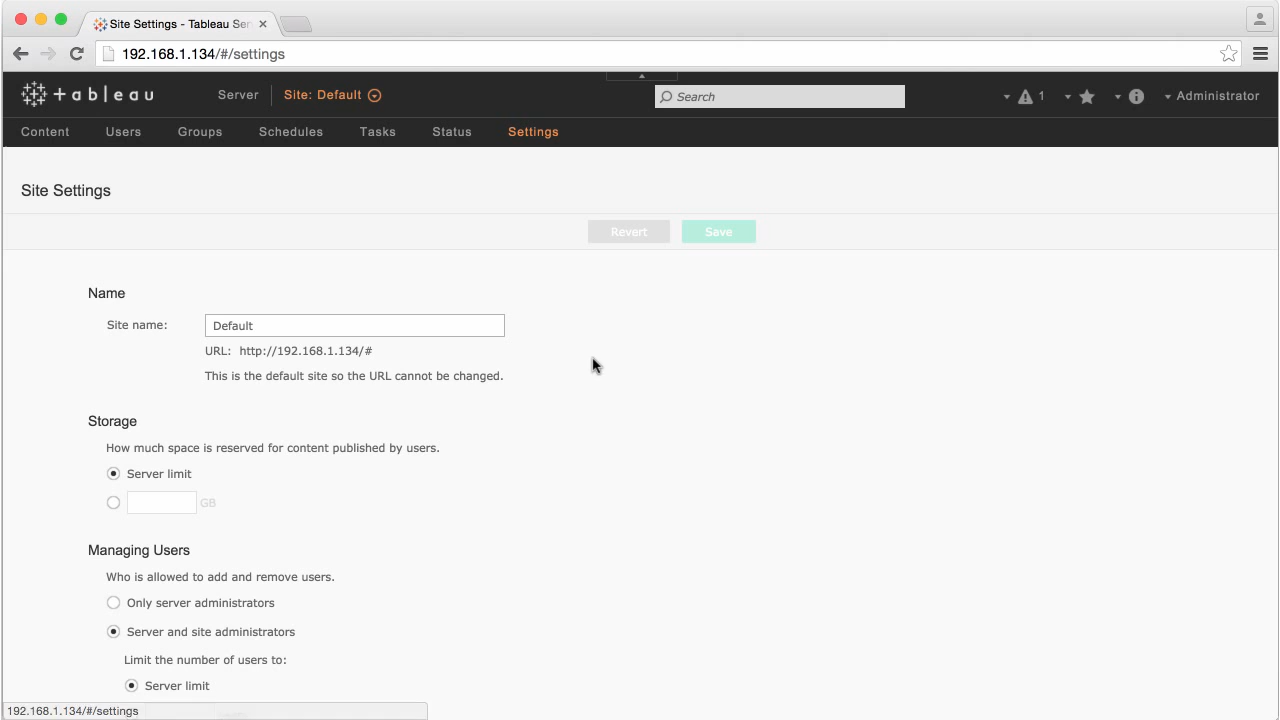 Site Settings - Tableau Ser
192.168.1.134/#/settings
+ableau
Server
Site: Default
Search
1
Administrator
Content
Users
Groups
Schedules
Tasks
Status
Settings
Site Settings
Revert
Save
Name
Site name:
Default
URL: http://192.168.1.134/#
This is the default site so the URL cannot be changed.
Storage
How much space is reserved for content published by users.
Server limit
GB
Managing Users
Who is allowed to add and remove users.
Only server administrators
Server and site administrators
Limit the number of users to:
Server limit
192.168.1.134/#/settings